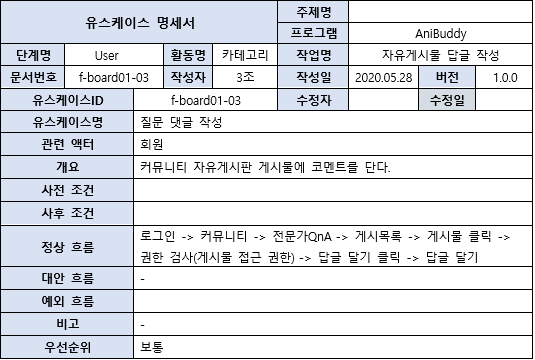 유스케이스 명세서
주제명
프로그램 AniBuddy
단계명 User 활동명 카테고리 작업명 자유게시물 답글 작성
문서번호 f-board01-03 작성자 3조 작성일 2020.05.28 버전 1.0.0
유스케이스ID f-board01-03 수정자 수정일
유스케이스명 질문 댓글 작성
관련 액터 회원
개요 커뮤니티 자유게시판 게시물에 코멘트를 단다.
사전 조건
사후 조건
정상 흐름
로그인 -> 커뮤니티 -> 전문가QnA -> 게시목록 -> 게시물 클릭 ->
권한 검사(게시물 접근 권한) -> 답글 달기 클릭 -> 답글 달기
대안 흐름 -
예외 흐름
비고 -
우선순위 보통